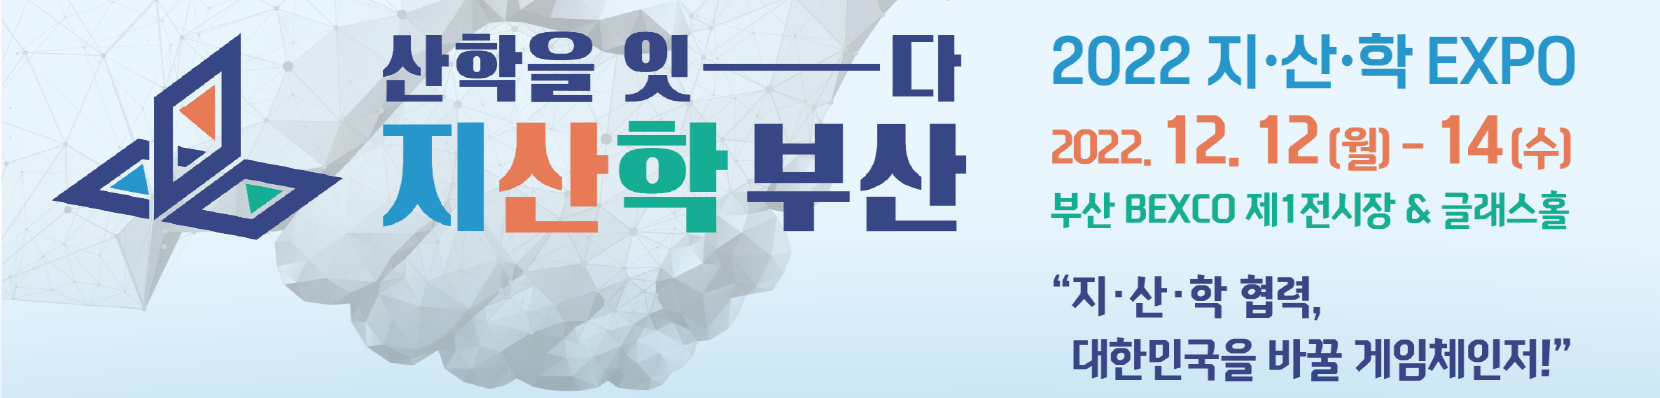 산학을 잇―다
지산학 부산
2022 지·산·학 EXPO
2022. 12. 12(월) - 14(수)
부산 BEXCO 제1전시장 & 글래스홀
“지·산·학 협력,
대한민국을 바꿀 게임체인저!”